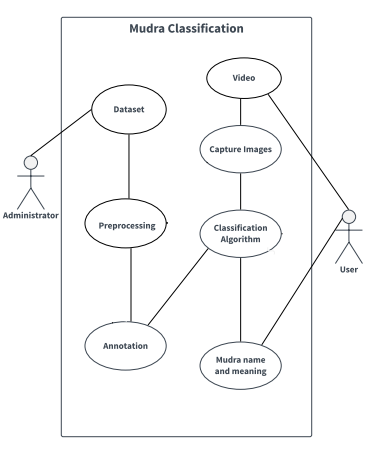 Mudra Classification
Video
Dataset
Capture Images
Administrator
Preprocessing
Classification
Algorithm
User
Annotation
Mudra name
and meaning